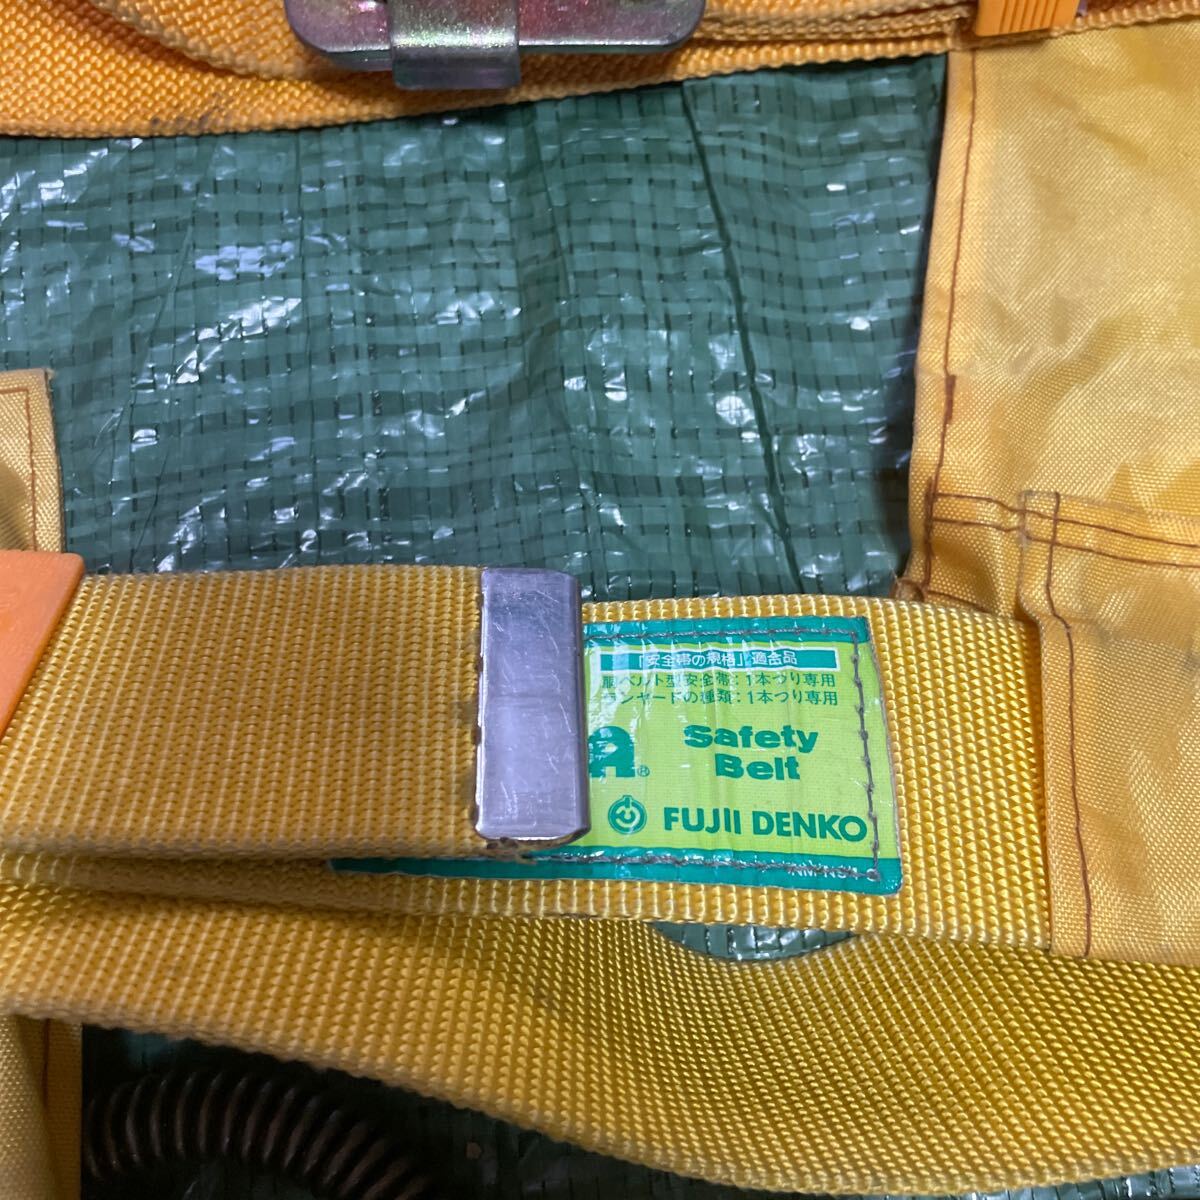 「安全帯の規格」適合品
胴ベルト型安全帯：1本つり専用
ランヤードの種類：1本つり専用
Safety
Belt
®
FUJII DENKO